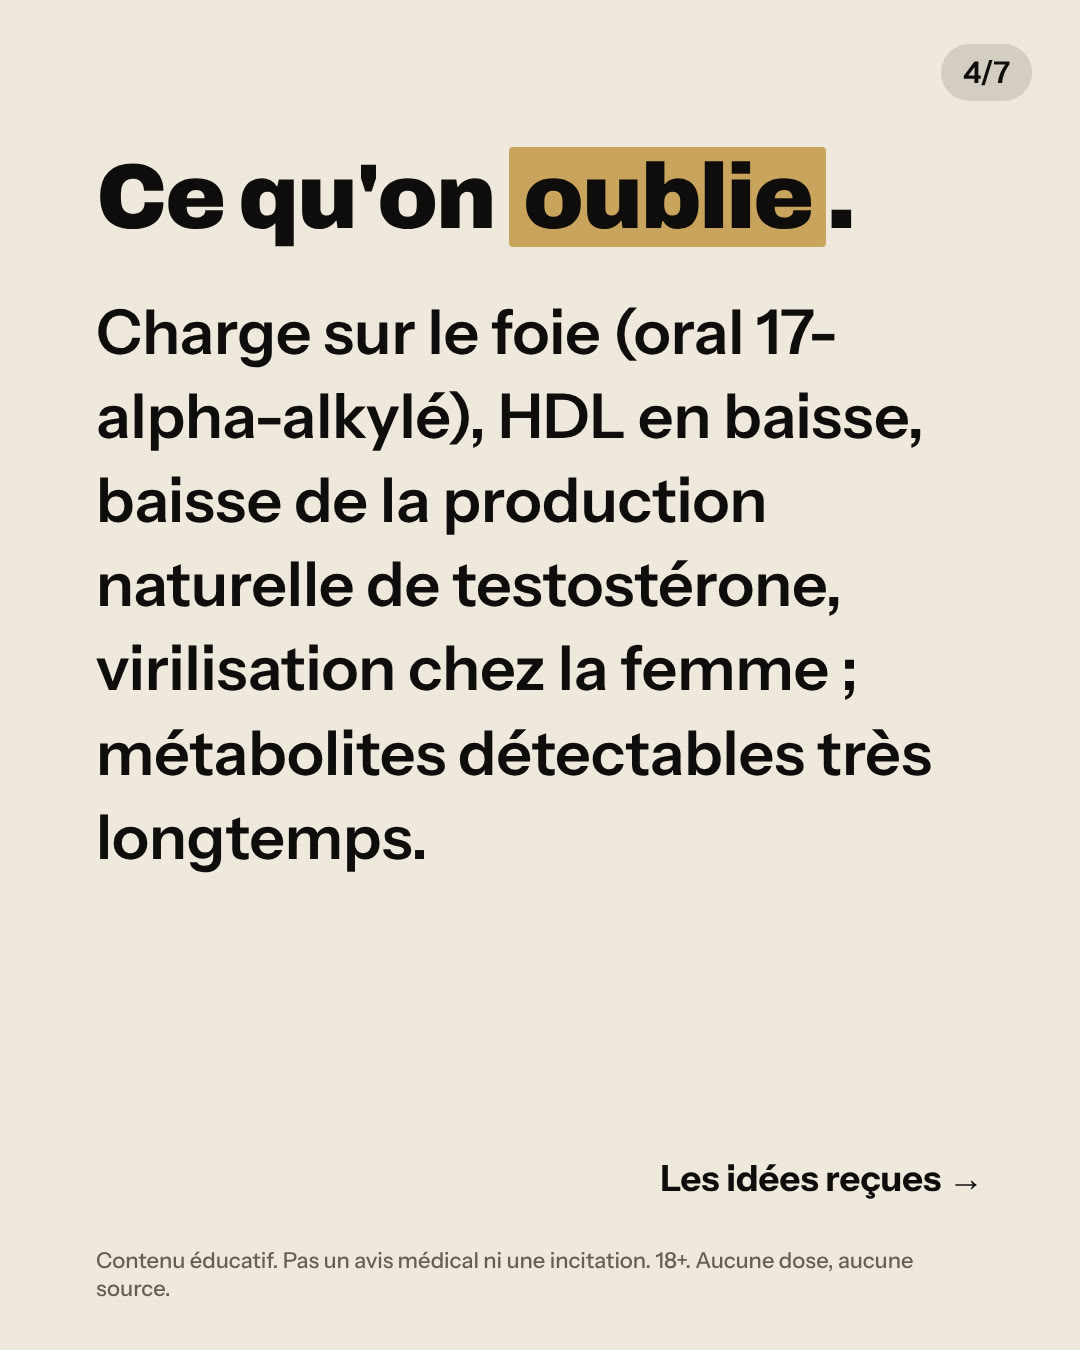 4/7
Ce qu'on oublie.
Charge sur le foie (oral 17-
alpha-alkylé), HDL en baisse,
baisse de la production
naturelle de testostérone,
virilisation chez la femme ;
métabolites détectables très
longtemps.
Les idées reçues →
Contenu éducatif. Pas un avis médical ni une incitation. 18+. Aucune dose, aucune
source.